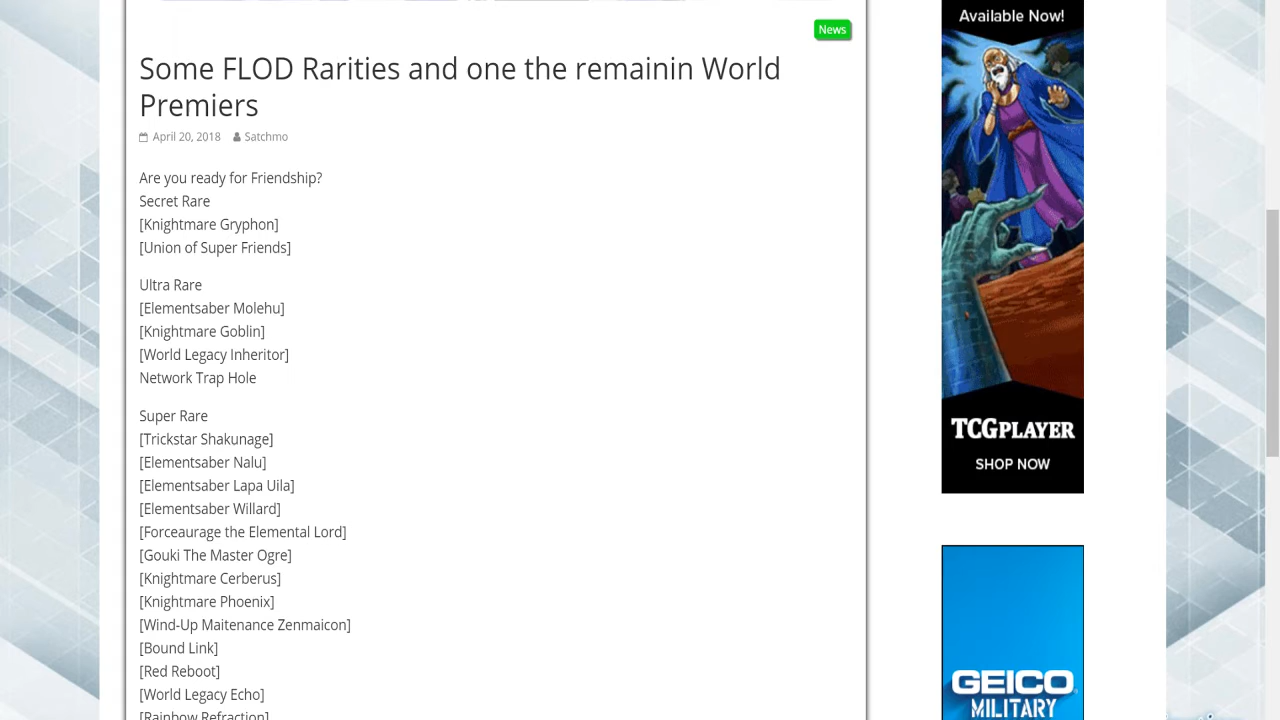 Available Now!
News
Some FLOD Rarities and one the remainin World
Premiers
April 20, 2018 Satchmo
Are you ready for Friendship?
Secret Rare
[Knightmare Gryphon]
[Union of Super Friends]
Ultra Rare
[Elementsaber Molehu]
[Knightmare Goblin]
[World Legacy Inheritor]
Network Trap Hole
Super Rare
[Trickstar Shakunage]
[Elementsaber Nalu]
[Elementsaber Lapa Uila]
[Elementsaber Willard]
[Forceaurage the Elemental Lord]
[Gouki The Master Ogre]
[Knightmare Cerberus]
[Knightmare Phoenix]
[Wind-Up Maitenance Zenmaicon]
[Bound Link]
[Red Reboot]
[World Legacy Echo]
[Rainbow Refraction]
TCGPLAYER
SHOP NOW
GEICO
MILITARY